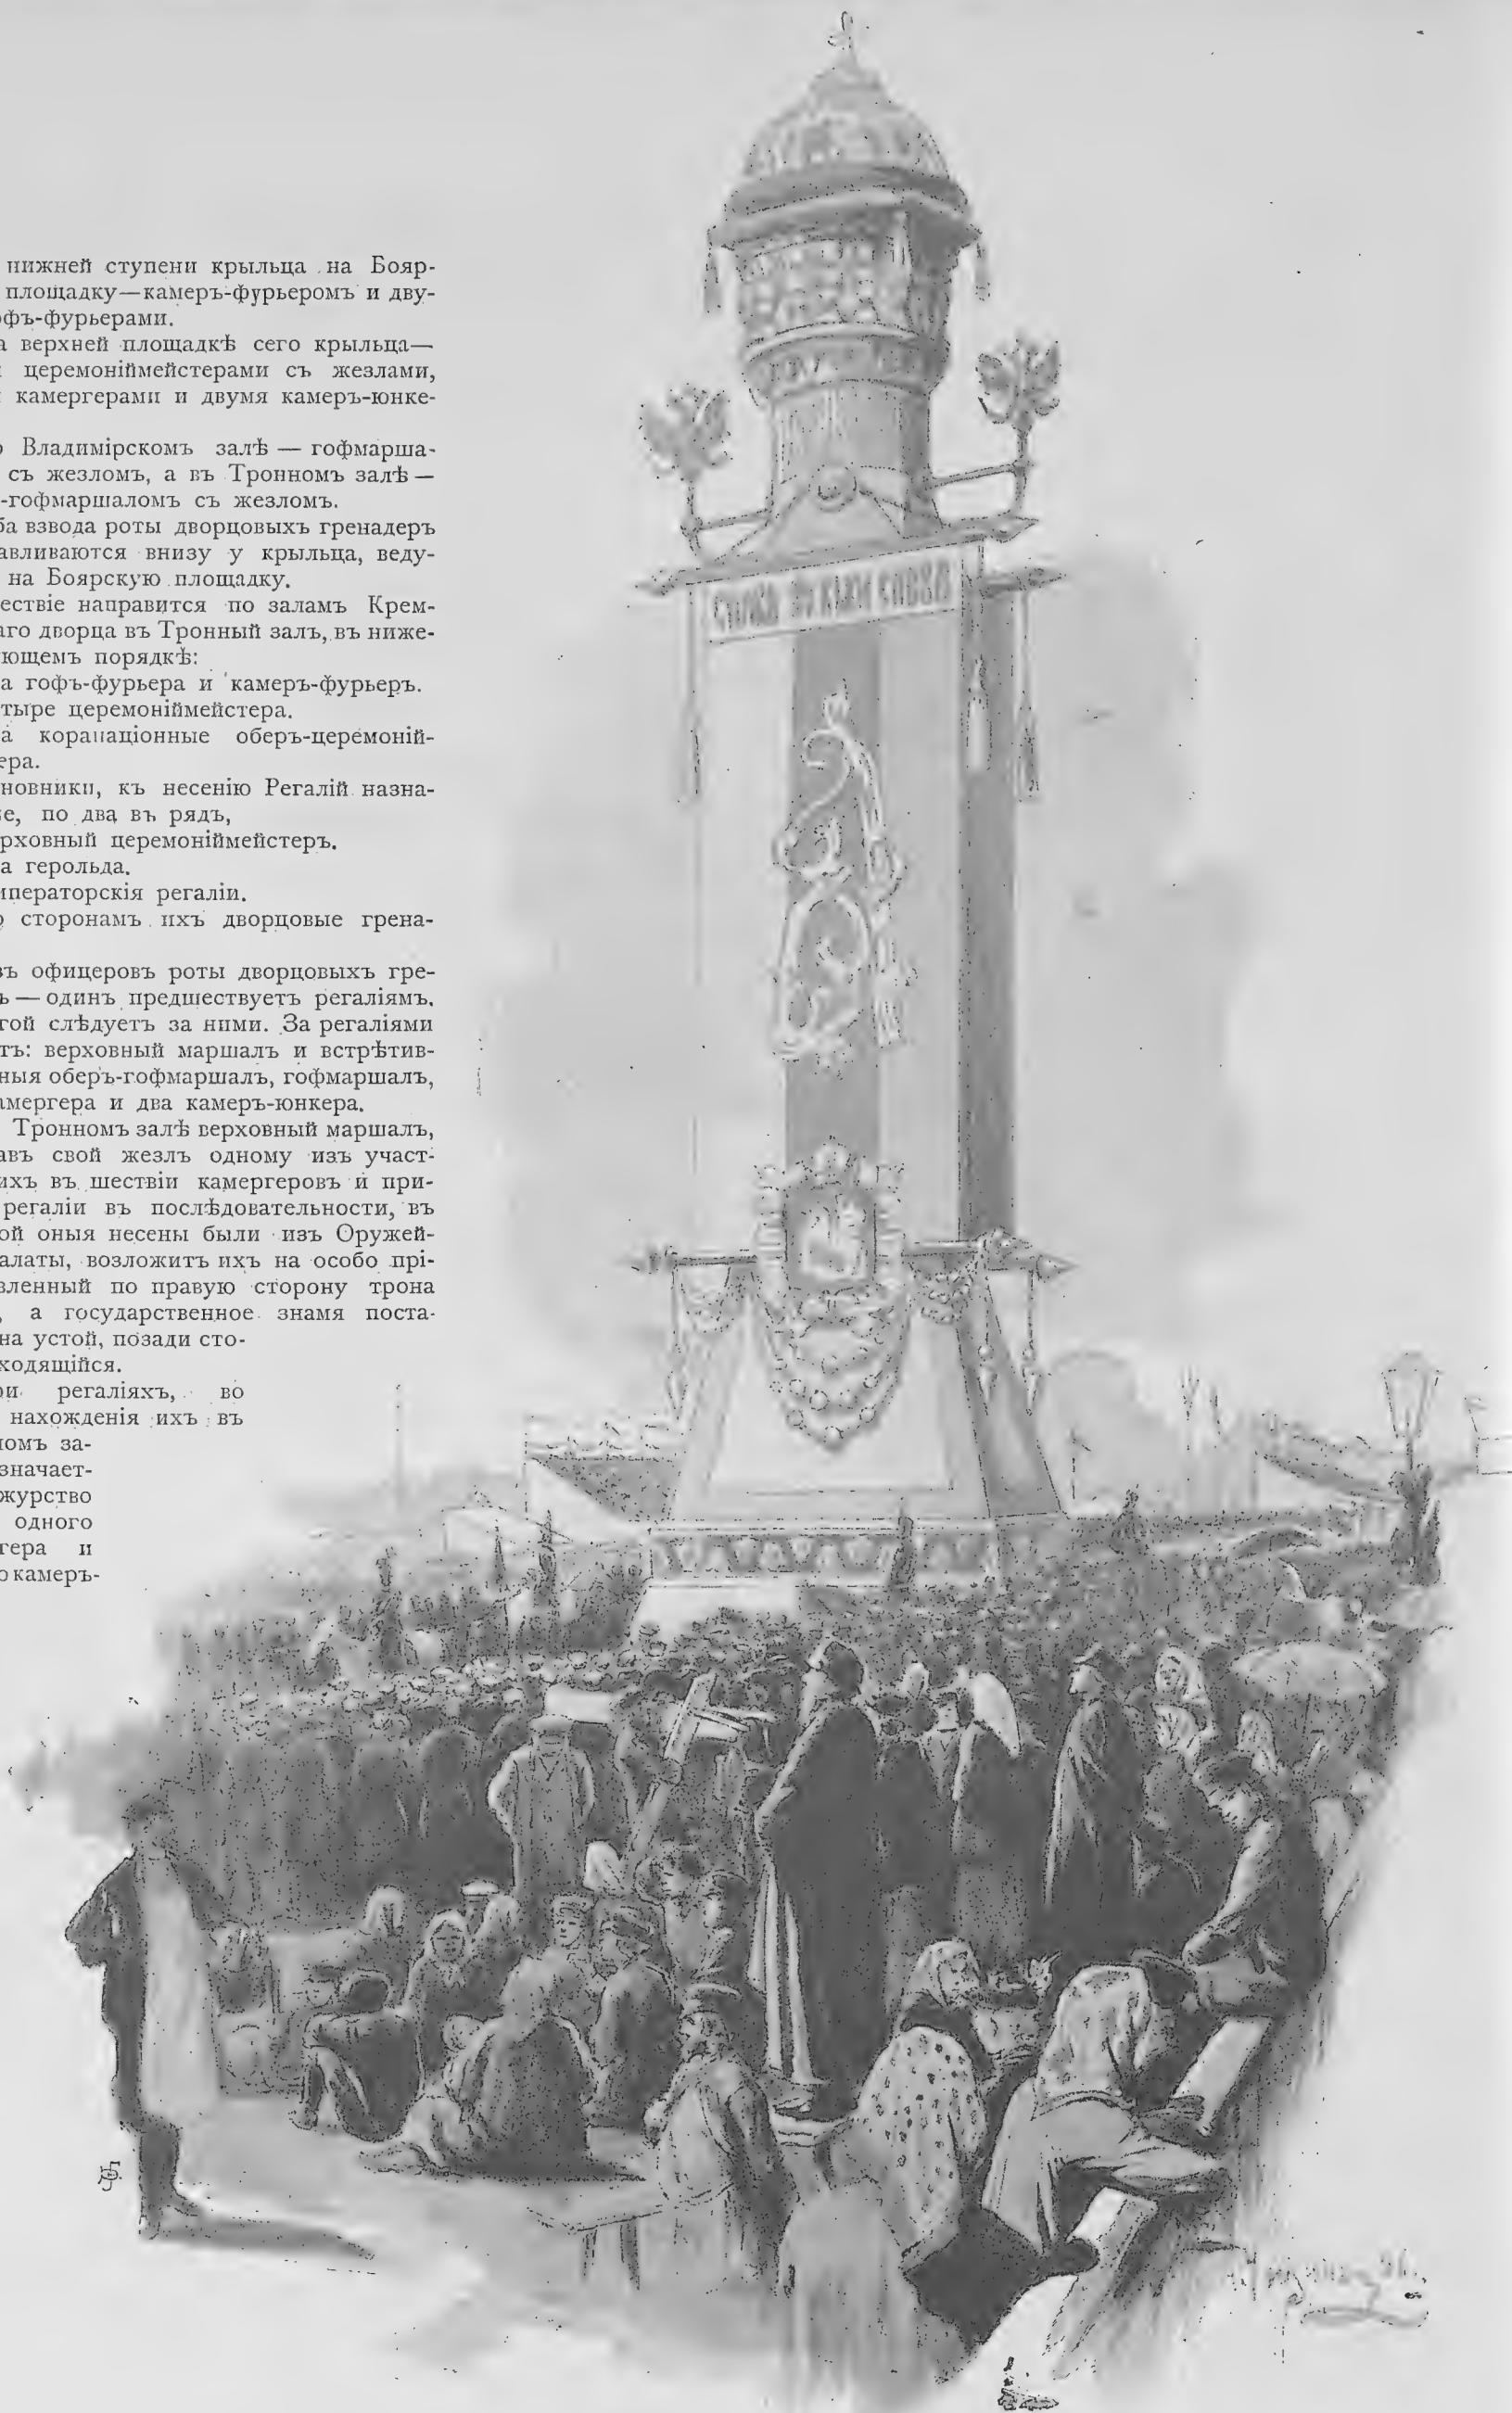 нижней ступени крыльца на Бояр-
площадку—камеръ-фурьеромъ и дву-
фъ-фурьерами.
верхней площадкѣ сего крыльца—
церемоніймейстерами съ жезлами,
камергерами и двумя камеръ-юнке-
Владимірскомъ залѣ — гофмарша-
съ жезломъ, а въ Тронномъ залѣ —
-гофмаршаломъ съ жезломъ.
ба взвода роты дворцовыхъ гренадеръ
авливаются внизу у крыльца, веду-
на Боярскую площадку.
ествіе направится по заламъ Крем-
аго дворца въ Тронный залъ, въ ниже-
ющемъ порядкѣ:
а гофъ-фурьера и камеръ-фурьеръ.
тыре церемоніймейстера.
а коранаціонные оберъ-церемоній-
ера.
новники, къ несенію Регалій назна-
е, по два въ рядъ,
рховный церемоніймейстеръ.
а герольда.
ператорскія регаліи.
сторонамъ ихъ дворцовые грена-
зъ офицеровъ роты дворцовыхъ гре-
ъ — одинъ предшествуетъ регаліямъ,
гой слѣдуетъ за ними. За регаліями
тъ: верховный маршалъ и встрѣтив-
ныя оберъ-гофмаршалъ, гофмаршалъ,
амергера и два камеръ-юнкера.
Тронномъ залѣ верховный маршалъ,
авъ свой жезлъ одному изъ участ-
ихъ въ шествіи камергеровъ и при-
регаліи въ послѣдовательности, въ
ой оныя несены были изъ Оружей-
алаты, возложитъ ихъ на особо прі-
вленный по правую сторону трона
, а государственное знамя поста-
на устой, позади сто-
ходящійся.
ри регаліяхъ, во
нахожденія ихъ въ
омъ за-
значает-
журство
одного
гера и
о камеръ-